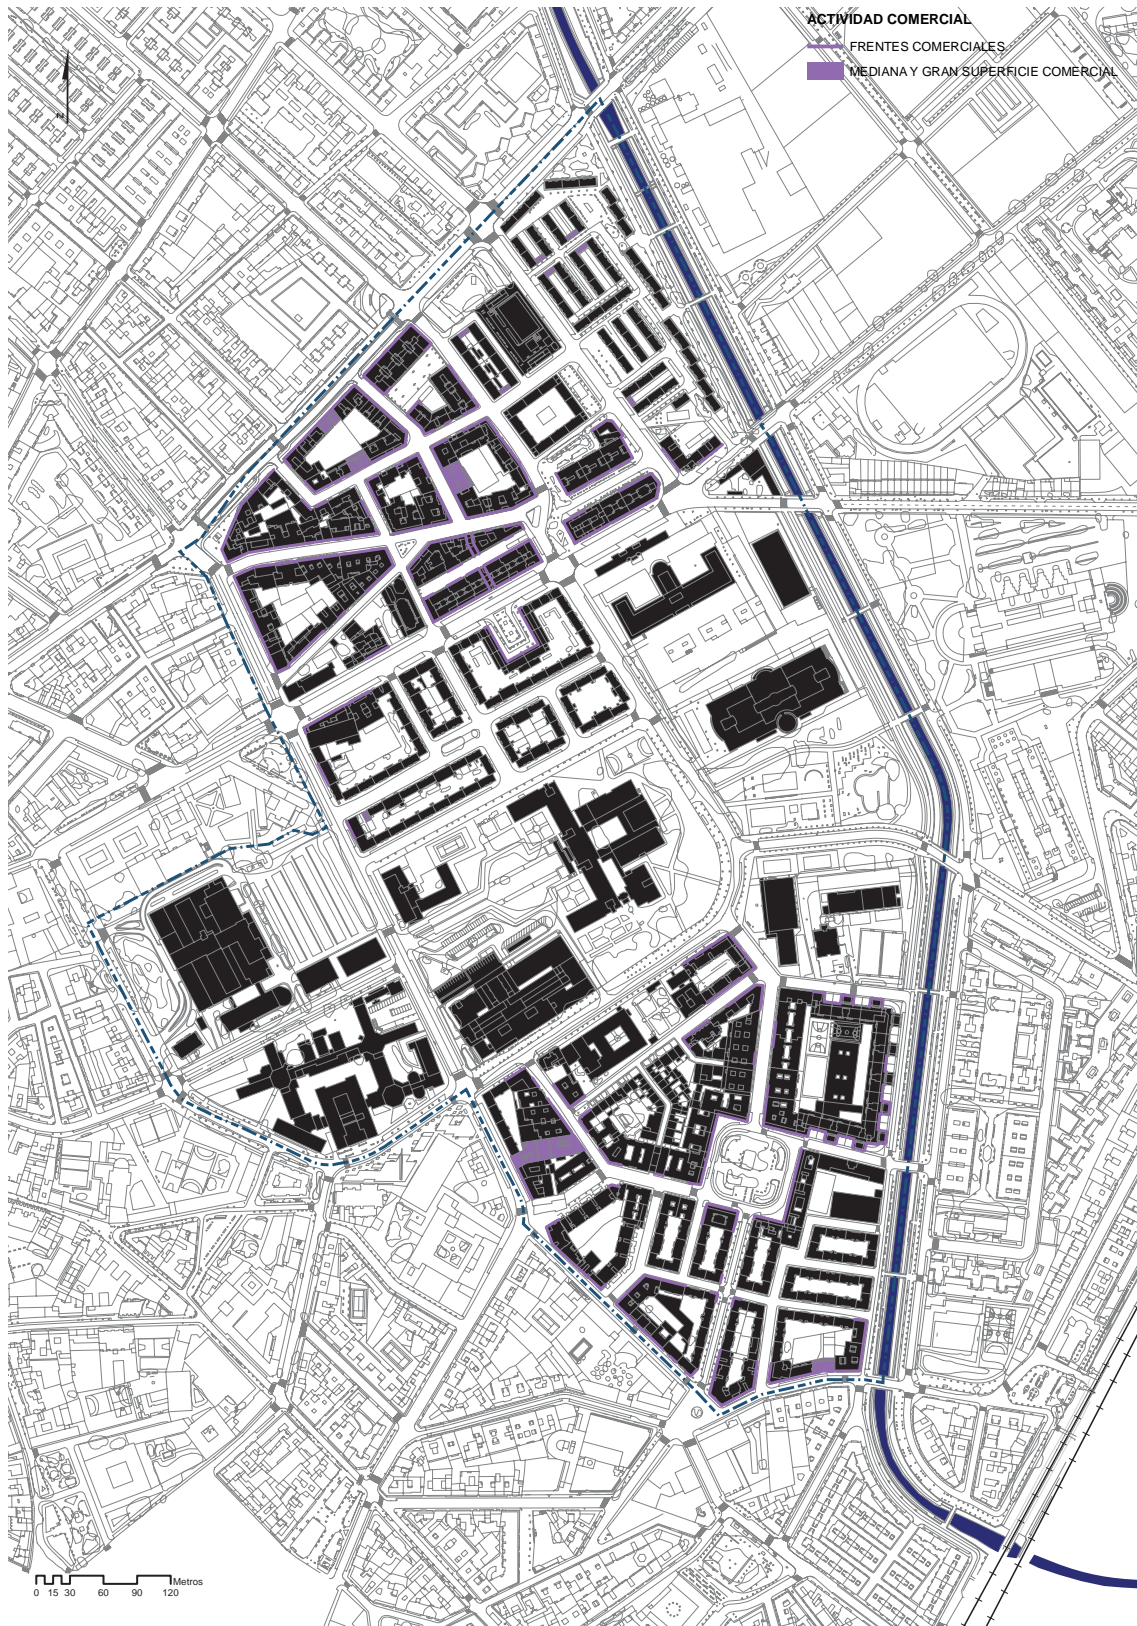 ACTIVIDAD COMERCIAL
FRENTES COMERCIALES
MEDIANA Y GRAN SUPERFICIE COMERCIAL
Z
Metros
0 15 30 60 90 120